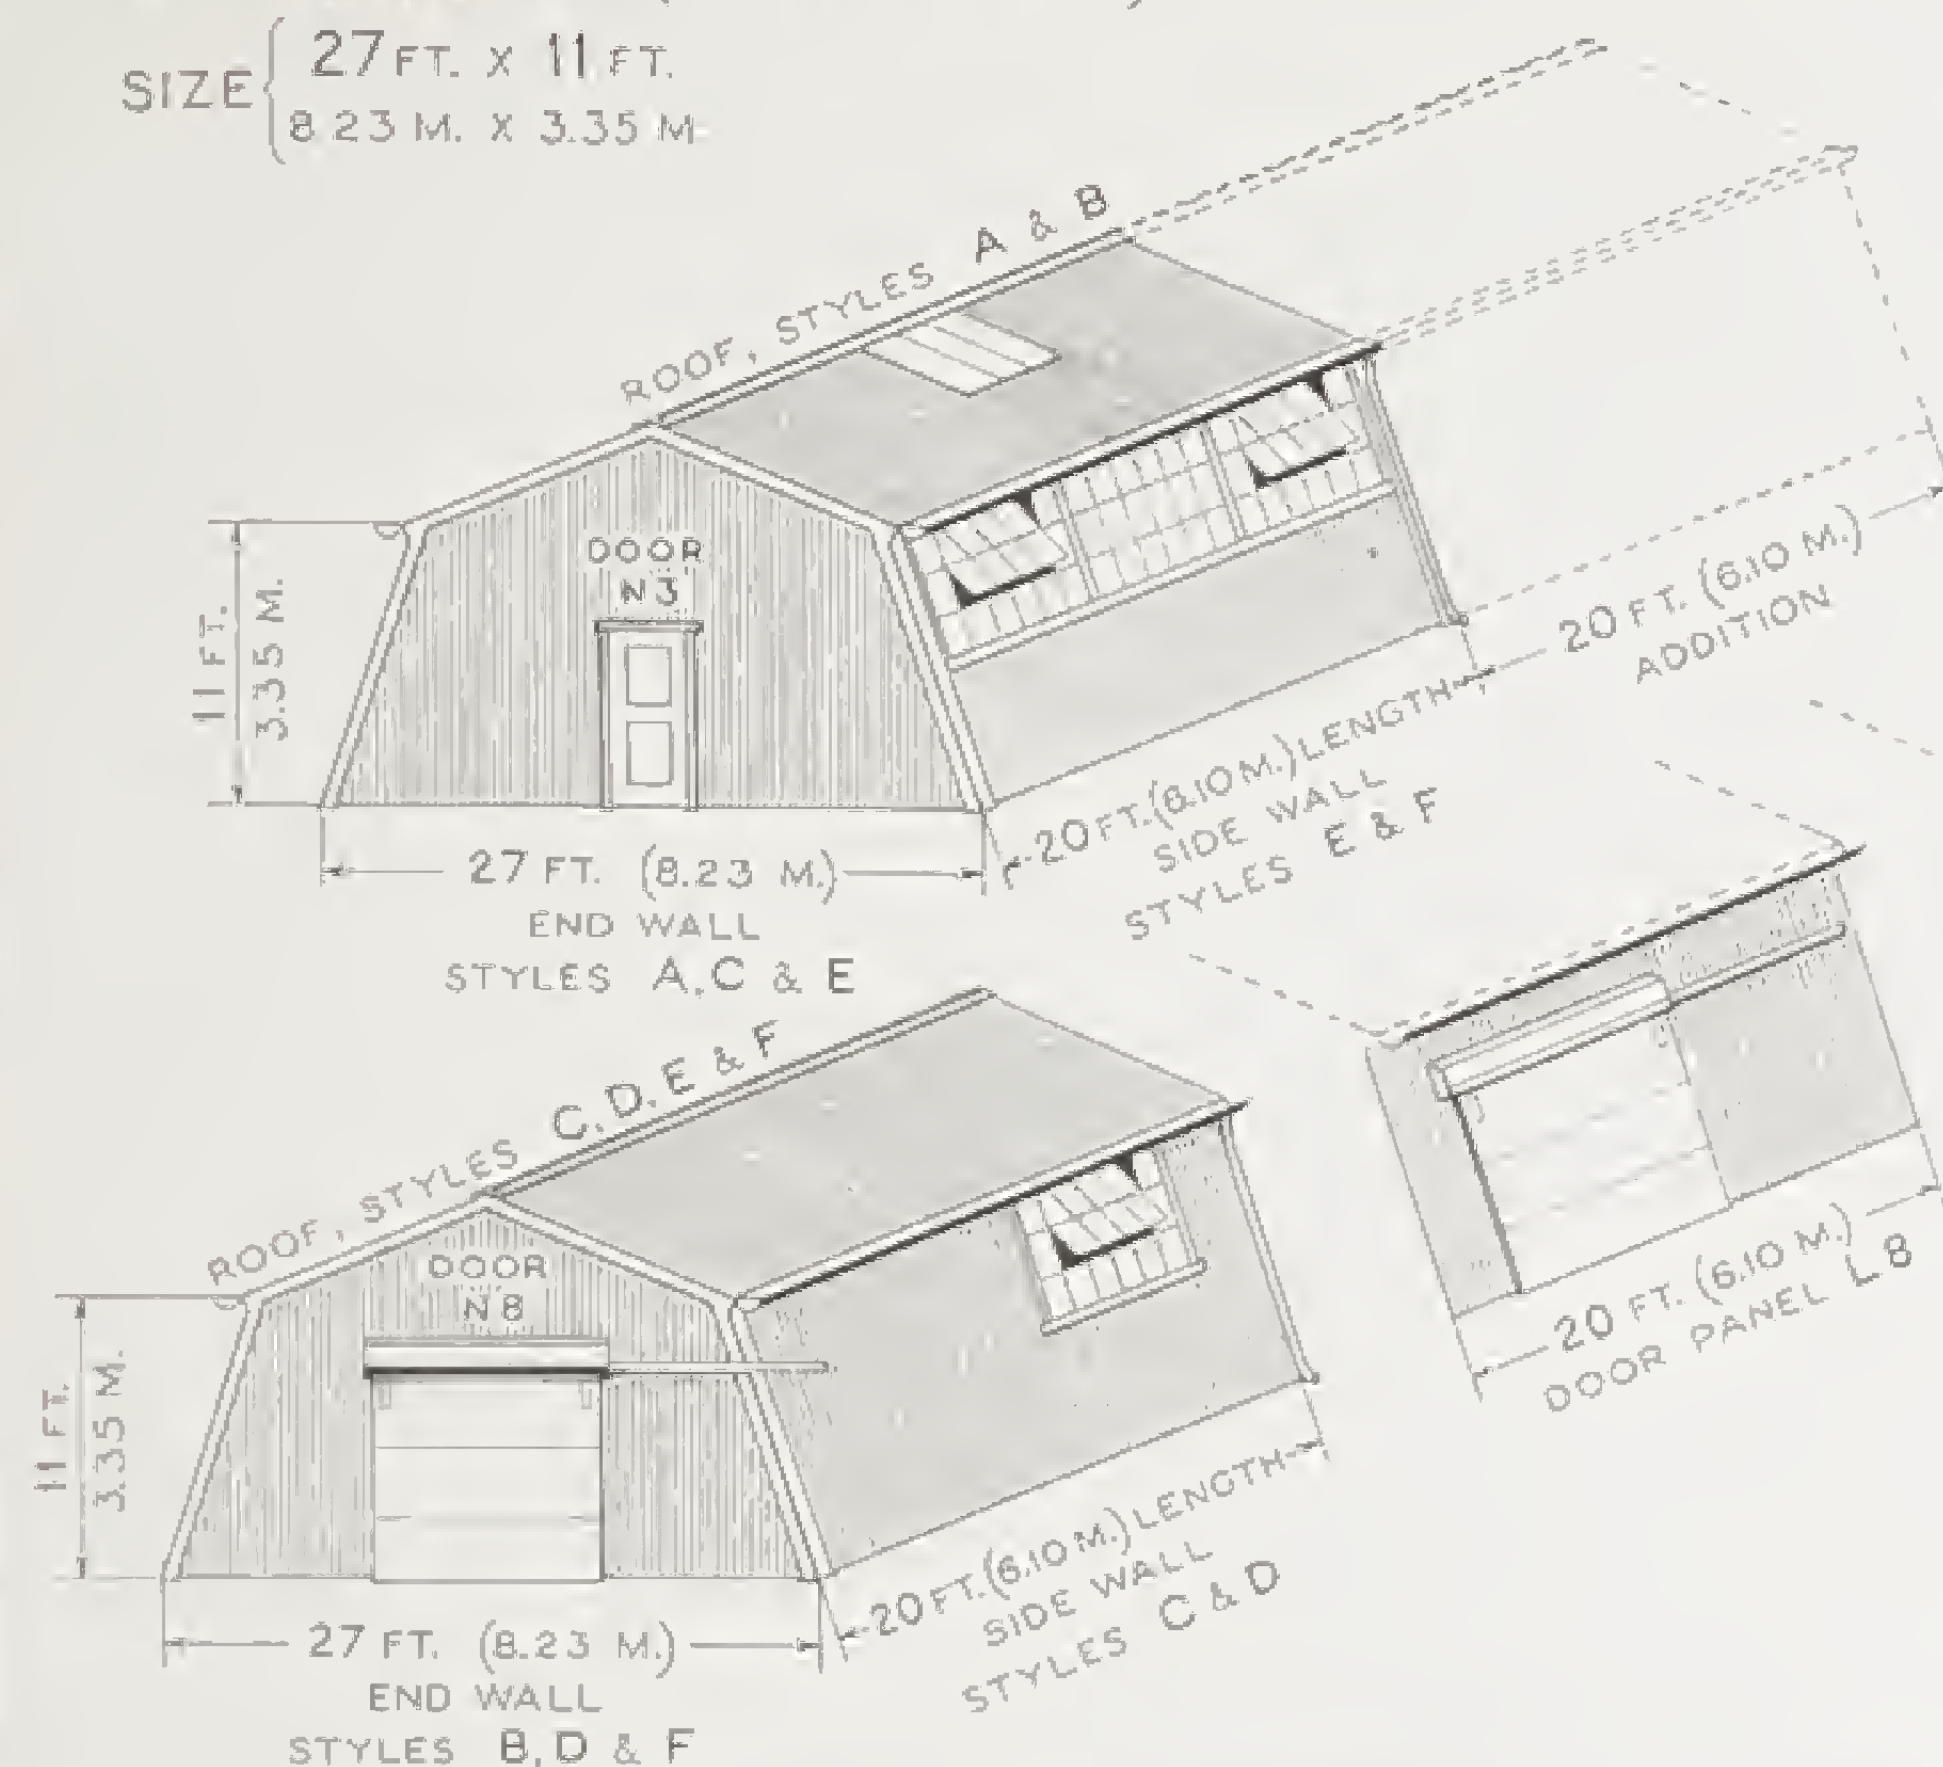 SIZE { 27 FT. X 11 FT.
8.23 M. X 3.35 M
ROOF, STYLES A & B
DOOR
N 3
11 FT.
3.35 M.
27 FT. (8.23 M.)
END WALL
STYLES A, C & E
20 FT. (6.10 M.) LENGTH
SIDE WALL
STYLES E & F
20 FT. (6.10 M.)
ADDITION
ROOF, STYLES C, D, E & F
DOOR
N 8
11 FT.
3.35 M.
27 FT. (8.23 M.)
END WALL
STYLES B, D & F
20 FT. (6.10 M.) LENGTH
SIDE WALL
STYLES C & D
20 FT. (6.10 M.)
DOOR PANEL L 8